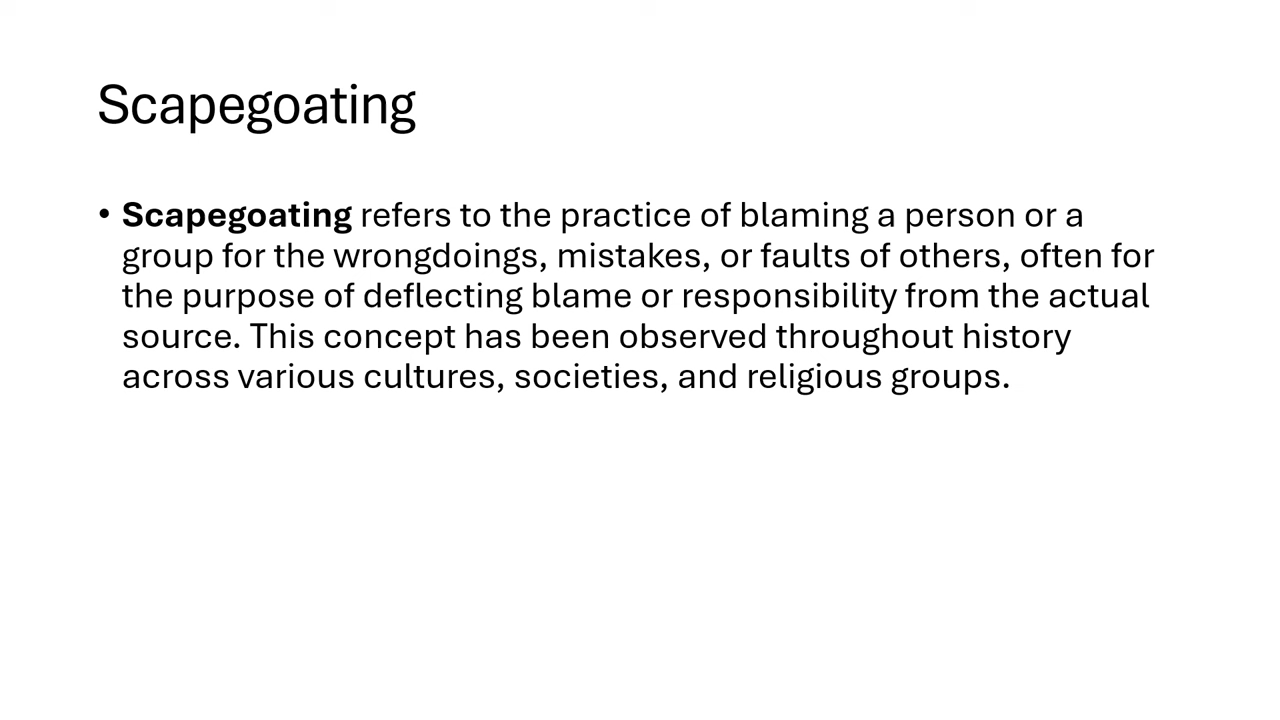 Scapegoating
• Scapegoating refers to the practice of blaming a person or a
group for the wrongdoings, mistakes, or faults of others, often for
the purpose of deflecting blame or responsibility from the actual
source. This concept has been observed throughout history
across various cultures, societies, and religious groups.